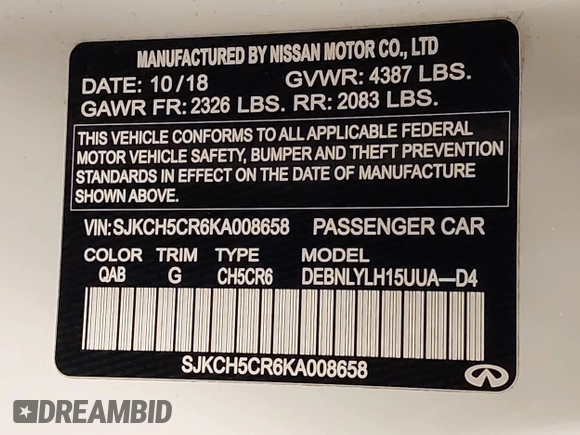 MANUFACTURED BY NISSAN MOTOR CO., LTD
DATE: 10/18 GVWR: 4387 LBS.
GAWR FR: 2326 LBS. RR: 2083 LBS.
THIS VEHICLE CONFORMS TO ALL APPLICABLE FEDERAL
MOTOR VEHICLE SAFETY, BUMPER AND THEFT PREVENTION
STANDARDS IN EFFECT ON THE DATE OF MANUFACTURE
SHOWN ABOVE.
VIN:SJKCH5CR6KA008658 PASSENGER CAR
COLOR TRIM TYPE MODEL
QAB G CH5CR6 DEBNLYLH15UUA—D4
SJKCH5CR6KA008658
DREAMBID